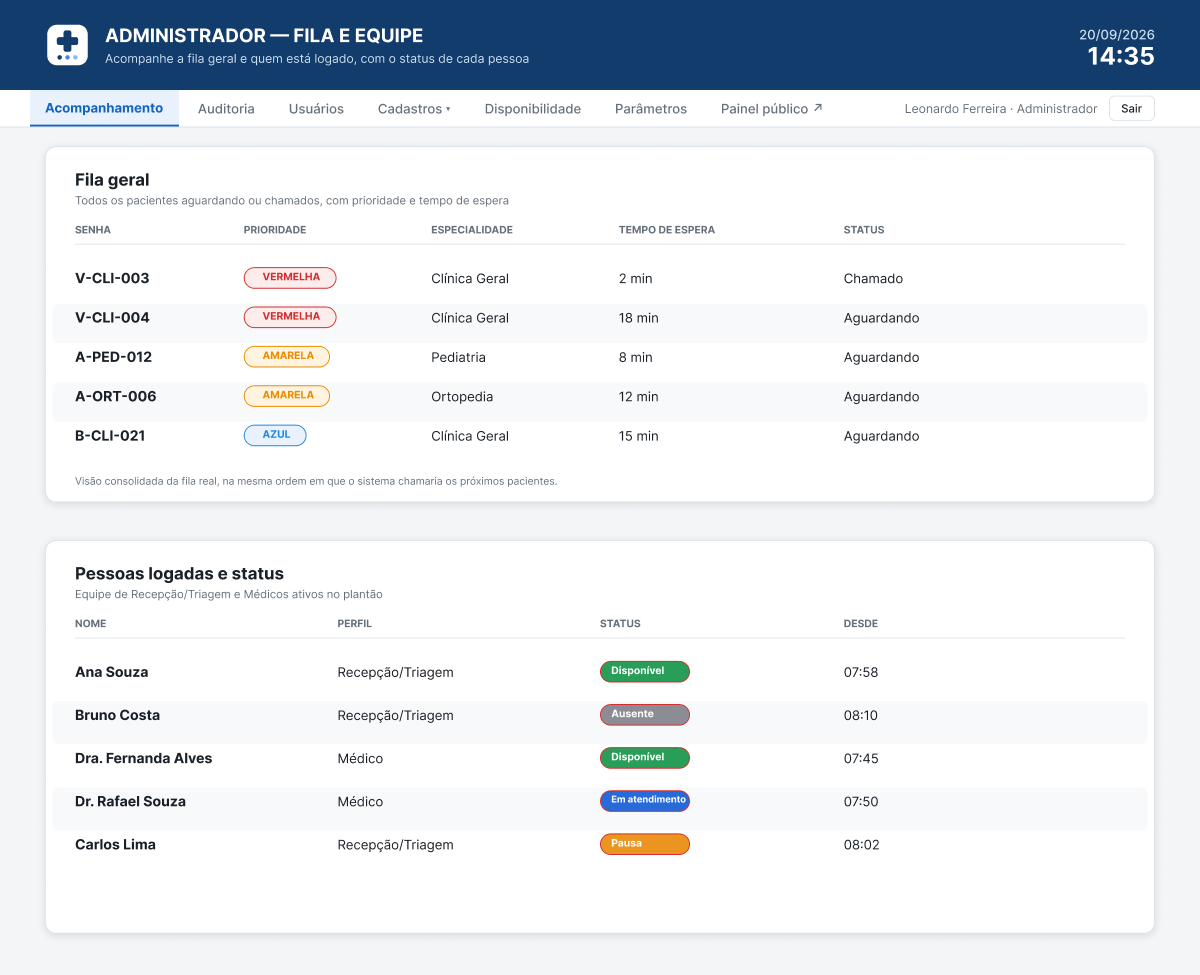 ADMINISTRADOR — FILA E EQUIPE
Acompanhe a fila geral e quem está logado, com o status de cada pessoa
20/09/2026
14:35
Acompanhamento Auditoria Usuários Cadastros ▾ Disponibilidade Parâmetros Painel público ↗ Leonardo Ferreira · Administrador Sair
Fila geral
Todos os pacientes aguardando ou chamados, com prioridade e tempo de espera
SENHA PRIORIDADE ESPECIALIDADE TEMPO DE ESPERA STATUS
V-CLI-003 VERMELHA Clínica Geral 2 min Chamado
V-CLI-004 VERMELHA Clínica Geral 18 min Aguardando
A-PED-012 AMARELA Pediatria 8 min Aguardando
A-ORT-006 AMARELA Ortopedia 12 min Aguardando
B-CLI-021 AZUL Clínica Geral 15 min Aguardando
Visão consolidada da fila real, na mesma ordem em que o sistema chamaria os próximos pacientes.
Pessoas logadas e status
Equipe de Recepção/Triagem e Médicos ativos no plantão
NOME PERFIL STATUS DESDE
Ana Souza Recepção/Triagem Disponível 07:58
Bruno Costa Recepção/Triagem Ausente 08:10
Dra. Fernanda Alves Médico Disponível 07:45
Dr. Rafael Souza Médico Em atendimento 07:50
Carlos Lima Recepção/Triagem Pausa 08:02